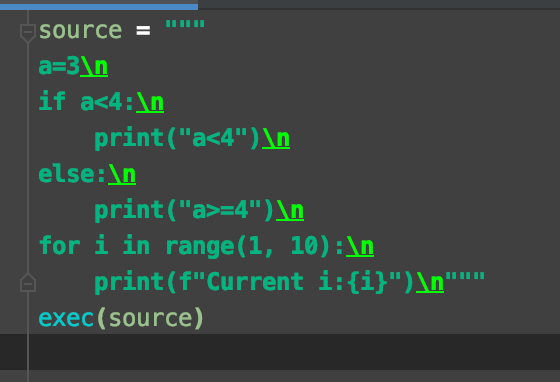 source = """
a=3\n
if a<4:\n
    print("a<4")\n
else:\n
    print("a>=4")\n
for i in range(1, 10):\n
    print(f"Current i:{i}")\n"""
exec(source)